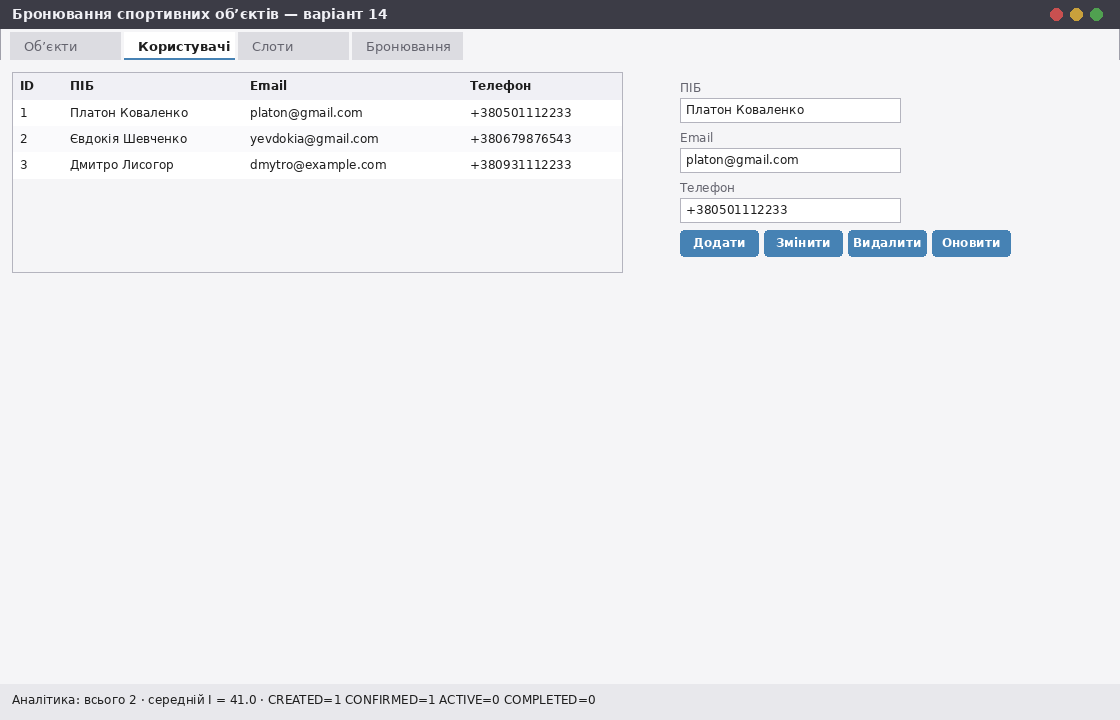 Бронювання спортивних об’єктів — варіант 14
Об’єкти Користувачі Слоти Бронювання
ID ПІБ Email Телефон
1 Платон Коваленко platon@gmail.com +380501112233
2 Євдокія Шевченко yevdokia@gmail.com +380679876543
3 Дмитро Лисогор dmytro@example.com +380931112233
ПІБ
Платон Коваленко
Email
platon@gmail.com
Телефон
+380501112233
Додати Змінити Видалити Оновити
Аналітика: всього 2 · середній I = 41.0 · CREATED=1 CONFIRMED=1 ACTIVE=0 COMPLETED=0